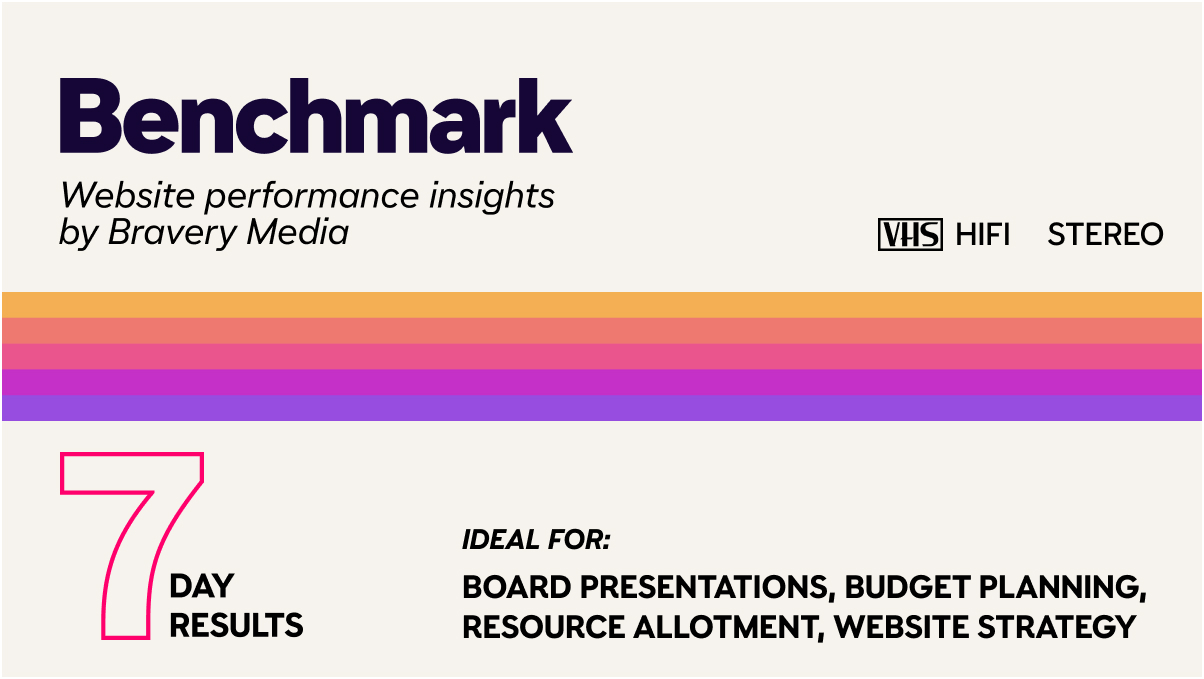 Benchmark
Website performance insights
by Bravery Media
VHS HIFI STEREO
7 DAY
RESULTS
IDEAL FOR:
BOARD PRESENTATIONS, BUDGET PLANNING,
RESOURCE ALLOTMENT, WEBSITE STRATEGY